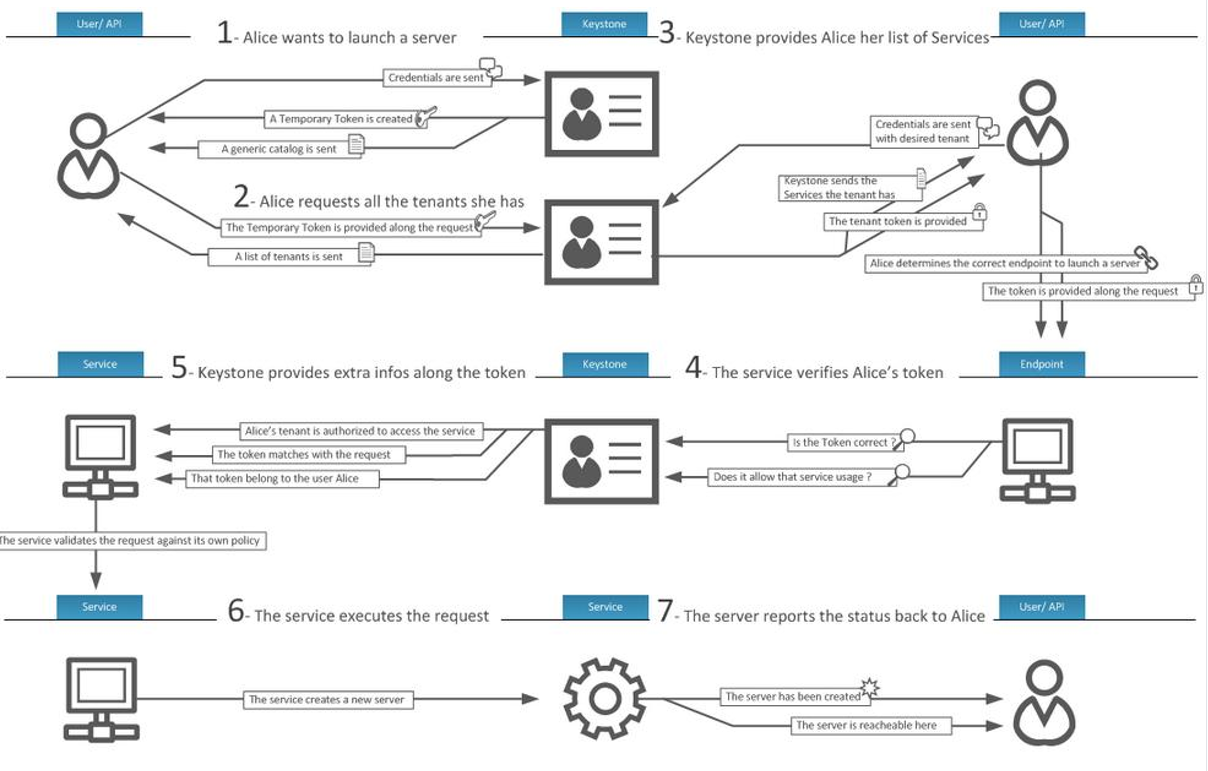 User/ API
1- Alice wants to launch a server
Keystone
3- Keystone provides Alice her list of Services
User/ API
Credentials are sent
A Temporary Token is created
A generic catalog is sent
2- Alice requests all the tenants she has
The Temporary Token is provided along the request
A list of tenants is sent
Credentials are sent
with desired tenant
Keystone sends the
Services the tenant has
The tenant token is provided
Alice determines the correct endpoint to launch a server
The token is provided along the request
Service
5- Keystone provides extra infos along the token
Keystone
4- The service verifies Alice's token
Endpoint
Alice's tenant is authorized to access the service
The token matches with the request
That token belong to the user Alice
Is the Token correct ?
Does it allow that service usage ?
The service validates the request against its own policy
Service
6- The service executes the request
Service
7- The server reports the status back to Alice
User/ API
The service creates a new server
The server has been created
The server is reacheable here